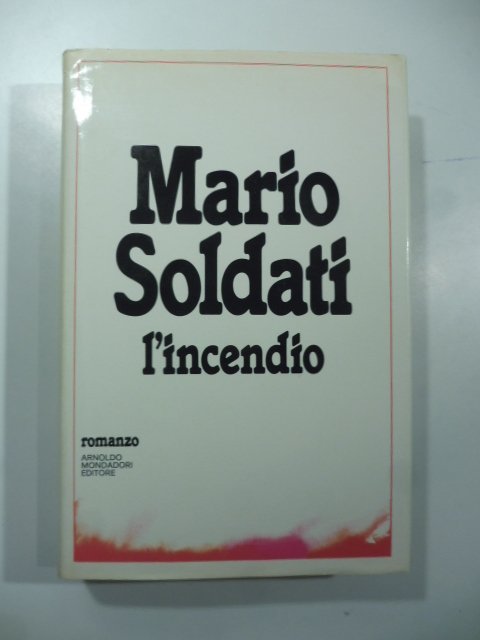 Mario
Soldati
l'incendio
romanzo
ARNOLDO
MONDADORI
EDITORE